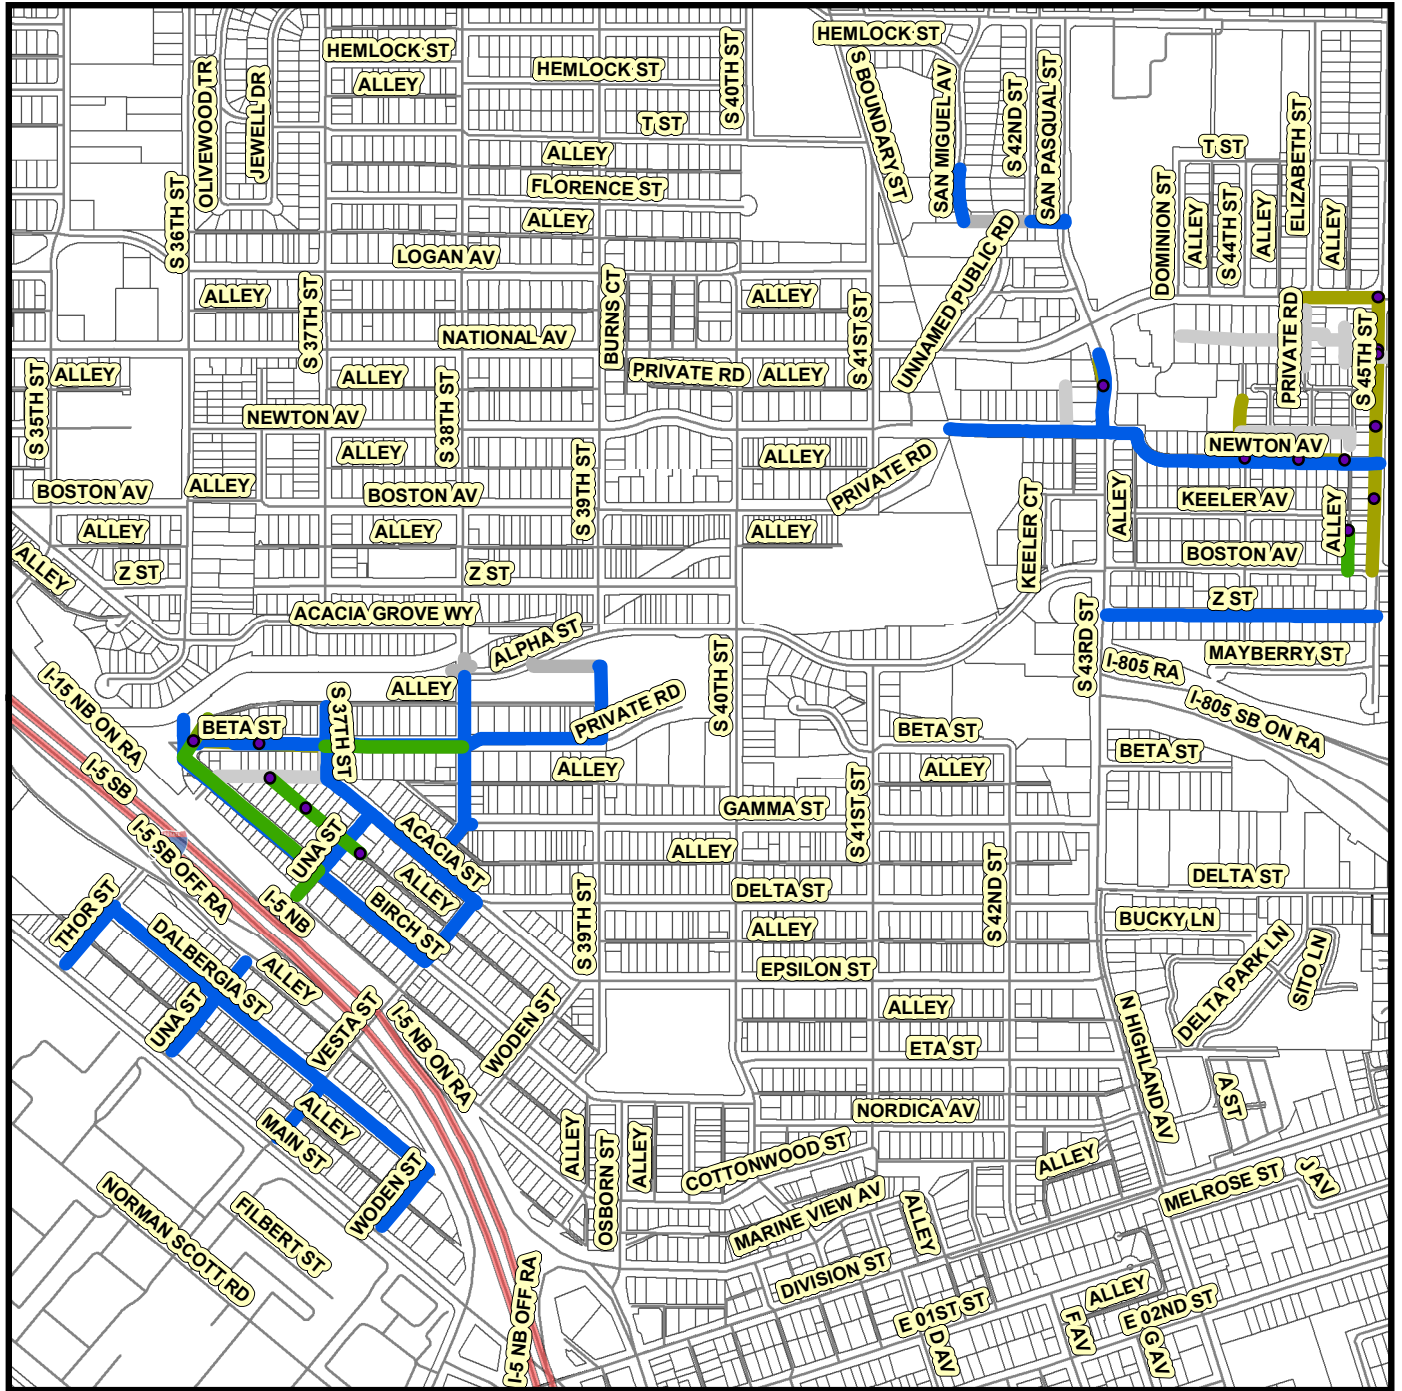 HEMLOCK ST
HEMLOCK ST
HEMLOCK ST
OLIVEWOOD TR
JEWELL DR
ALLEY
S 40TH ST
S BOUNDARY ST
SAN MIGUEL AV
S 42ND ST
SAN PASQUAL ST
T ST
T ST
ELIZABETH ST
ALLEY
FLORENCE ST
ALLEY
S 36TH ST
DOMINION ST
ALLEY
S 44TH ST
ALLEY
ALLEY
LOGAN AV
UNNAMED PUBLIC RD
ALLEY
S 37TH ST
BURNS CT
ALLEY
S 41ST ST
PRIVATE RD
S 45TH ST
NATIONAL AV
S 35TH ST
ALLEY
ALLEY
PRIVATE RD
ALLEY
S 38TH ST
NEWTON AV
NEWTON AV
ALLEY
S 39TH ST
ALLEY
PRIVATE RD
BOSTON AV
ALLEY
BOSTON AV
KEELER CT
ALLEY
KEELER AV
ALLEY
ALLEY
ALLEY
ALLEY
BOSTON AV
ALLEY
Z ST
Z ST
Z ST
ACACIA GROVE WY
ALPHA ST
S 43RD ST
MAYBERRY ST
I-805 RA
I-15 NB ON RA
ALLEY
S 37TH ST
PRIVATE RD
S 40TH ST
I-805 SB ON RA
BETA ST
BETA ST
BETA ST
I-5 SB
ALLEY
ALLEY
GAMMA ST
S 41ST ST
I-5 SB OFF RA
UNA ST
ACACIA ST
ALLEY
ALLEY
DELTA ST
DELTA ST
S 42ND ST
THOR ST
I-5 NB
BIRCH ST
S 39TH ST
ALLEY
BUCKY LN
DALBERGIA ST
ALLEY
EPSILON ST
DELTA PARK LN
SITO LN
UNA ST
VESTA ST
I-5 NB ON RA
WODEN ST
ALLEY
N HIGHLAND AV
ETA ST
ALLEY
MAIN ST
NORDICA AV
A ST
ALLEY
OSBORN ST
ALLEY
COTTONWOOD ST
ALLEY
MELROSE ST
J AV
WODEN ST
NORMAN SCOTT RD
FILBERT ST
MARINE VIEW AV
ALLEY
DIVISION ST
I-5 NB OFF RA
ALLEY
E 01ST ST
E 02ND ST
D AV
F AV
G AV